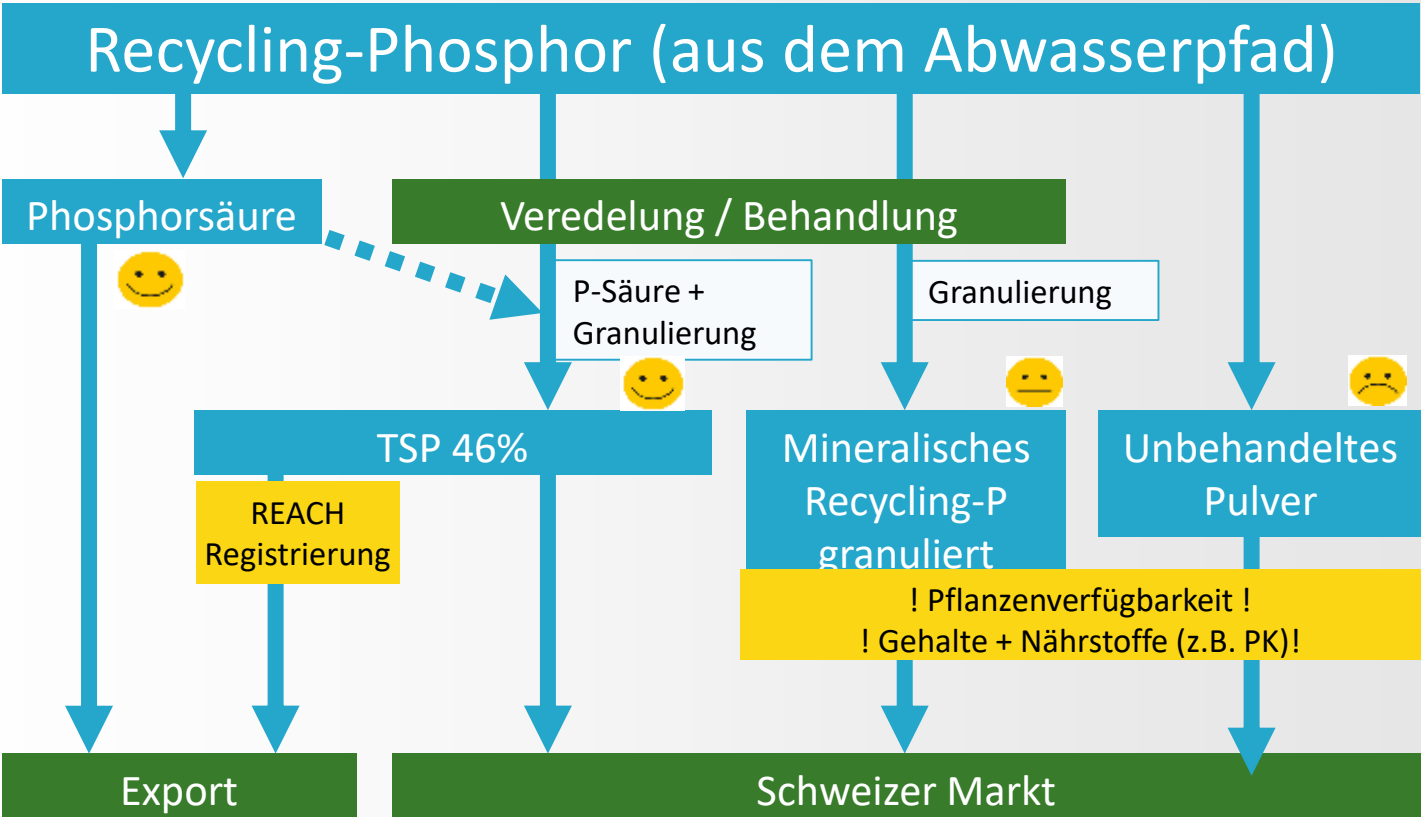 Recycling-Phosphor (aus dem Abwasserpfad)
Phosphorsäure
Veredelung / Behandlung
P-Säure +
Granulierung
Granulierung
TSP 46%
Mineralisches
Recycling-P
granuliert
Unbehandeltes
Pulver
REACH
Registrierung
! Pflanzenverfügbarkeit !
! Gehalte + Nährstoffe (z.B. PK)!
Export
Schweizer Markt